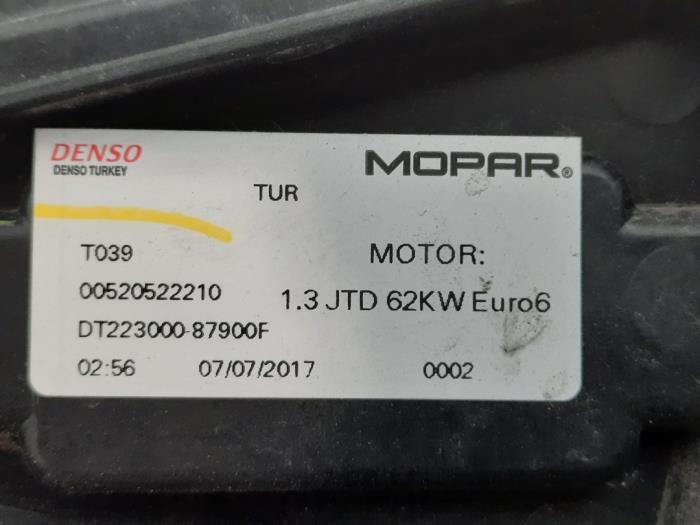 DENSO
DENSO TURKEY
MOPAR®
TUR
T039
MOTOR:
00520522210
1.3 JTD 62KW Euro6
DT223000-87900F
02:56 07/07/2017 0002